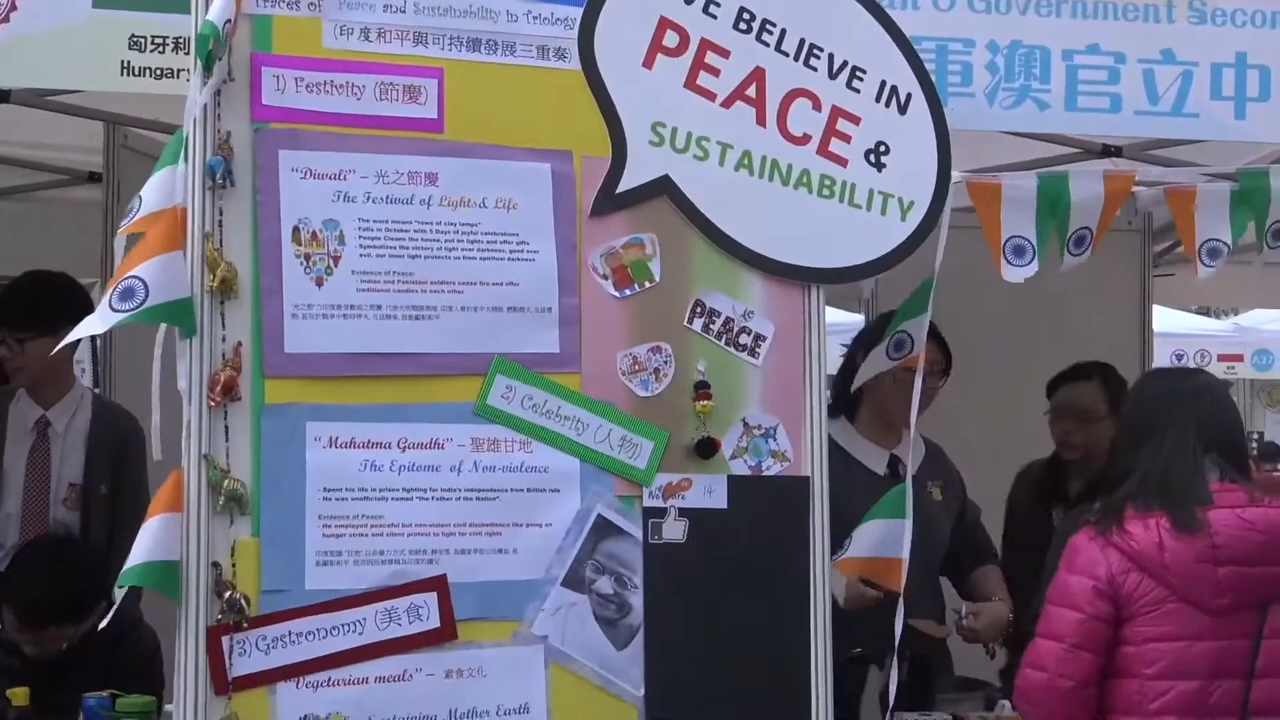 匈牙利
Hungary
Traces of Peace and Sustainability in Triology
(印度和平與可持續發展三重奏)
1) Festivity (節慶)
"Diwali" – 光之節慶
The Festival of Lights & Life
- The word means "rows of clay lamps"
- Falls in October with 5 Days of joyful celebrations
- People Cleans the house, put on lights and offer gifts
- Symbolizes the victory of light over darkness, good over
evil, our inner light protects us from spiritual darkness
Evidence of Peace:
- Indian and Pakistani soldiers cease fire and offer
traditional candies to each other
2) Celebrity (人物)
"Mahatma Gandhi" – 聖雄甘地
The Epitome of Non-violence
- Spent his life in prison fighting for India's independence from British rule
- He was unofficially named "the Father of the Nation".
Evidence of Peace:
- He employed peaceful but non-violent civil disobedience like going on
hunger strike and silent protest to fight for civil rights
3) Gastronomy (美食)
"Vegetarian meals" – 素食文化
Sustaining Mother Earth
WE BELIEVE IN
PEACE &
SUSTAINABILITY
PEACE
We Care 14
O Government Secon
軍澳官立中
A37